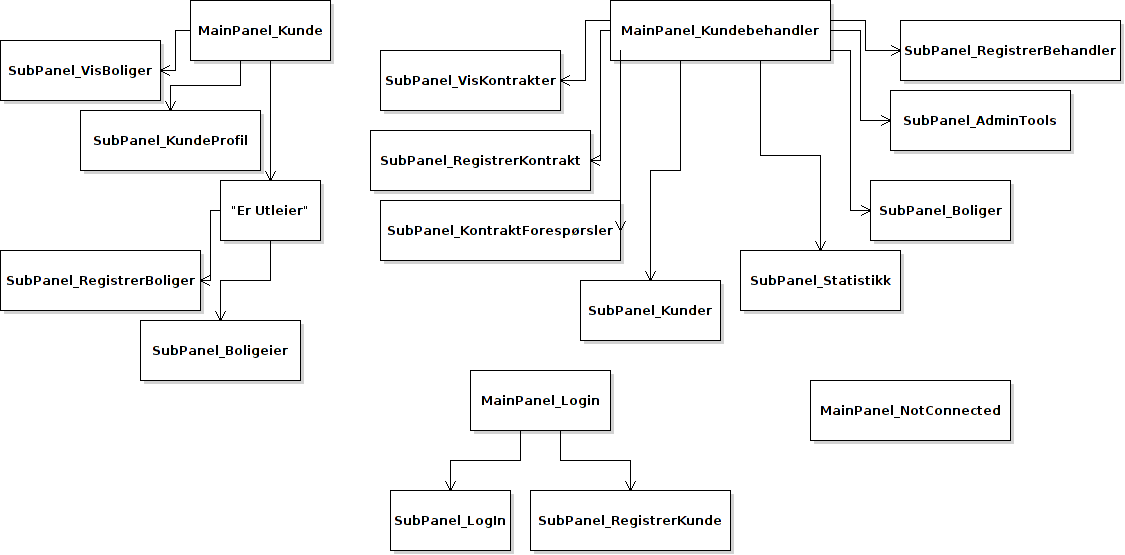 MainPanel_Kunde
MainPanel_Kundebehandler
SubPanel_RegistrerBehandler
SubPanel_VisBoliger
SubPanel_VisKontrakter
SubPanel_AdminTools
SubPanel_KundeProfil
SubPanel_RegistrerKontrakt
"Er Utleier"
SubPanel_KontraktForespørsler
SubPanel_Boliger
SubPanel_RegistrerBoliger
SubPanel_Statistikk
SubPanel_Kunder
SubPanel_Boligeier
MainPanel_Login
MainPanel_NotConnected
SubPanel_LogIn
SubPanel_RegistrerKunde